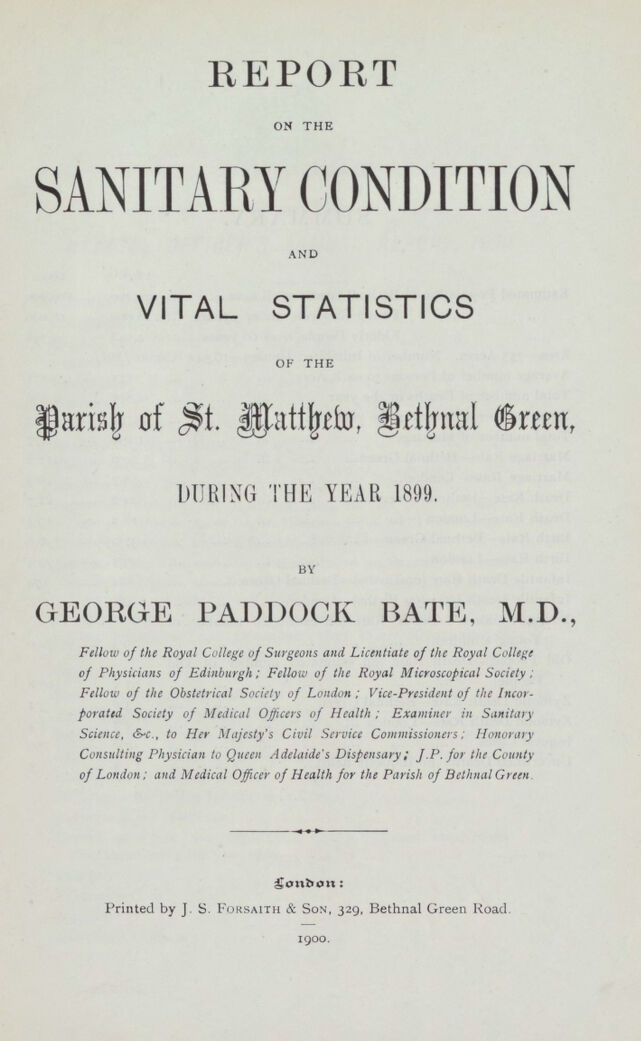 REPORT
ON THE
SANITARY CONDITION
AND
VITAL STATISTICS
OF THE
Parish of St. Matthew, Bethnal Green,
DURING THE YEAR 1899.
BY
GEORGE PADDOCK BATE, M.D.,
Fellow of the Royal College of Surgeons and Licentiate of the Royal College
of Physicians of Edinburgh; Fellow of the Royal Microscopical Society;
Fellow of the Obstetrical Society of London; Vice-President of the Incor-
porated Society of Medical Officers of Health; Examiner in Sanitary
Science, &c., to Her Majesty's Civil Service Commissioners; Honorary
Consulting Physician to Queen Adelaide's Dispensary; J.P. for the County
of London; and Medical Officer of Health for the Parish of Bethnal Green.
London:
Printed by J. S. FORSAITH & SON, 329, Bethnal Green Road.
1900.